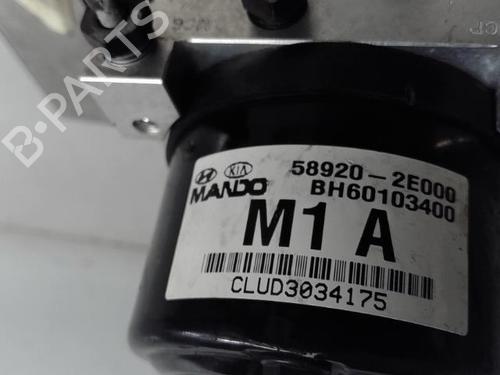 B-PARTS
KIA
MANDO
58920-2E000
BH60103400
M1 A
CLUD3034175